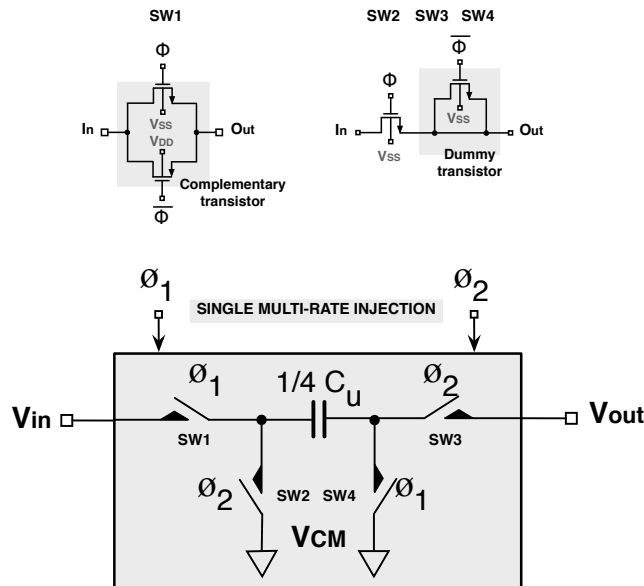 SW1
SW2 SW3 SW4
Φ
Φ
Φ
VSS
VDD
In
Out
Complementary
transistor
Φ
VSS
In
VSS
Out
Dummy
transistor
ø1
SINGLE MULTI-RATE INJECTION
ø2
ø1
1/4 Cu
ø2
Vin
SW1
SW3
Vout
ø2
SW2 SW4
ø1
VCM